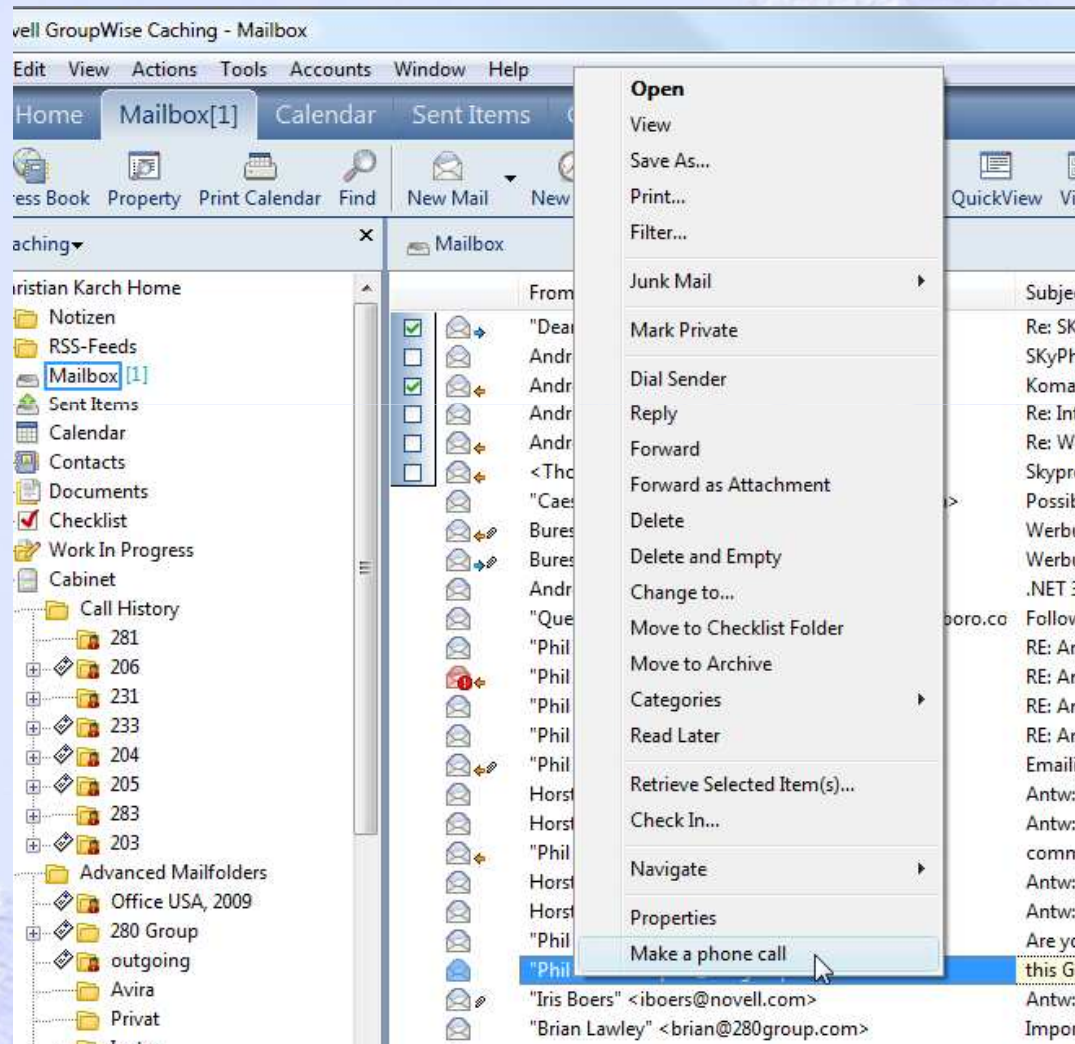 vell GroupWise Caching - Mailbox
Edit View Actions Tools Accounts Window Help
Home Mailbox[1] Calendar Sent Items
ress Book Property Print Calendar Find New Mail New QuickView Vi
aching
Mailbox
ristian Karch Home
Notizen
RSS-Feeds
Mailbox [1]
Sent Items
Calendar
Contacts
Documents
Checklist
Work In Progress
Cabinet
Call History
281
206
231
233
204
205
283
203
Advanced Mailfolders
Office USA, 2009
280 Group
outgoing
Avira
Privat
From
"Dear
Andr
Andr
Andr
Andr
<Tho
"Caes
Bures
Bures
Andr
"Que
"Phil
"Phil
"Phil
"Phil
"Phil
Horst
Horst
"Phil
Horst
Horst
"Phil
"Phil
"Iris Boers" <iboers@novell.com>
"Brian Lawley" <brian@280group.com>
Open
View
Save As...
Print...
Filter...
Junk Mail
Mark Private
Dial Sender
Reply
Forward
Forward as Attachment
Delete
Delete and Empty
Change to...
Move to Checklist Folder
Move to Archive
Categories
Read Later
Retrieve Selected Item(s)...
Check In...
Navigate
Properties
Make a phone call
boro.co
Subje
Re: SK
SKyPh
Koma
Re: Int
Re: W
Skypr
Possib
Werbe
Werbe
.NET 3
Follow
RE: Ar
RE: Ar
RE: Ar
RE: Ar
Emaili
Antw:
Antw:
comm
Antw:
Antw:
Are yo
this G
Antw:
Impor